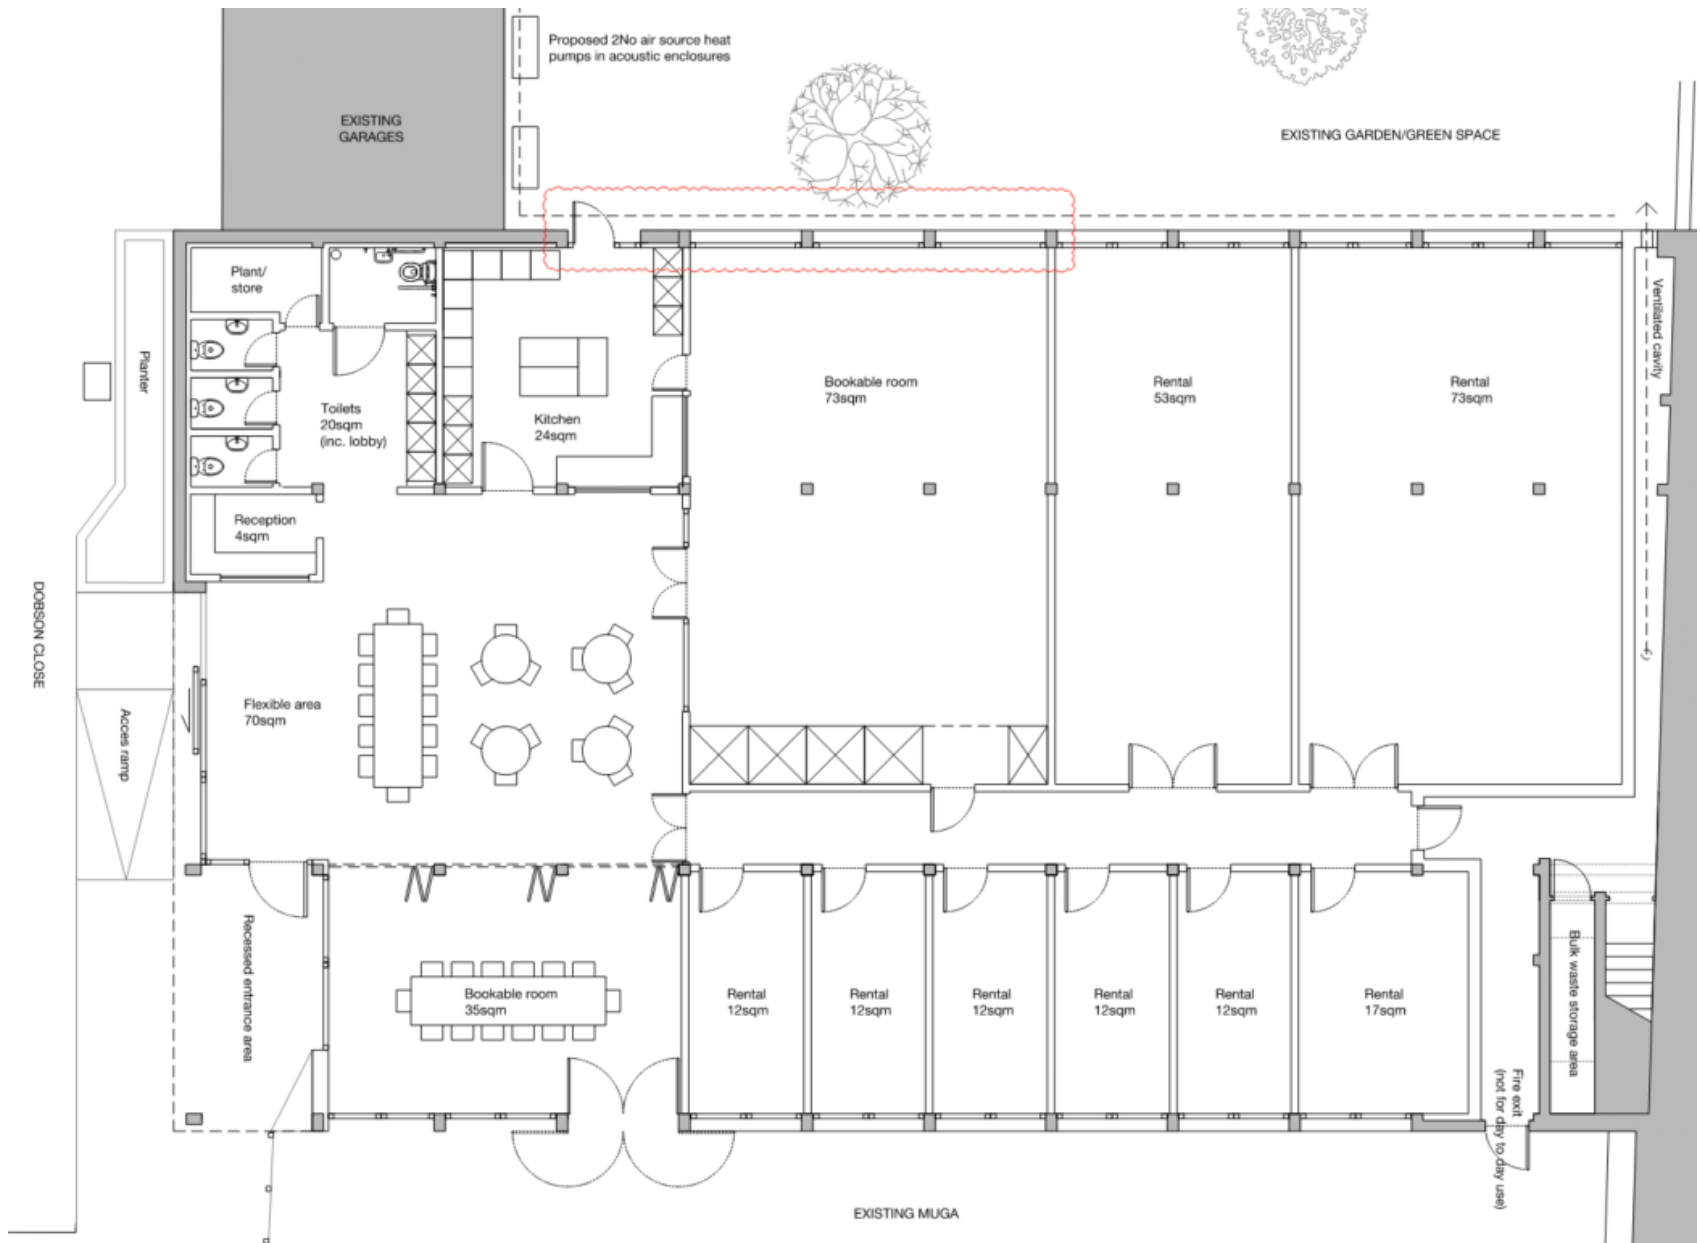 Proposed 2No air source heat
pumps in acoustic enclosures
EXISTING
GARAGES
EXISTING GARDEN/GREEN SPACE
Plant/
store
Ventilated cavity
Planter
Toilets
20sqm
(inc. lobby)
Kitchen
24sqm
Bookable room
73sqm
Rental
53sqm
Rental
73sqm
Reception
4sqm
DOBSON CLOSE
Flexible area
70sqm
Acces ramp
Recessed entrance area
Bookable room
35sqm
Rental
12sqm
Rental
12sqm
Rental
12sqm
Rental
12sqm
Rental
12sqm
Rental
17sqm
Bulk waste storage area
Fire exit
(not for day to day use)
EXISTING MUGA